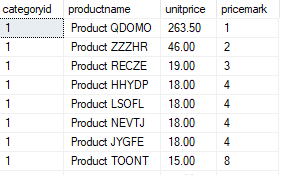 categoryid productname unitprice pricemark
1 Product QDOMO 263.50 1
1 Product ZZZHR 46.00 2
1 Product RECZE 19.00 3
1 Product HHYDP 18.00 4
1 Product LSOFL 18.00 4
1 Product NEVTJ 18.00 4
1 Product JYGFE 18.00 4
1 Product TOONT 15.00 8